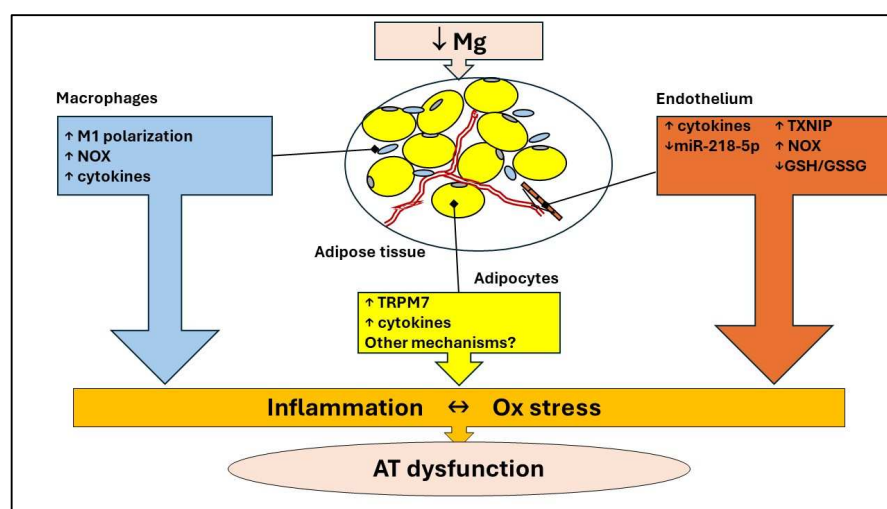 ↓ Mg
Macrophages
↑ M1 polarization
↑ NOX
↑ cytokines
Endothelium
↑ cytokines ↑ TXNIP
↓miR-218-5p ↑ NOX
↓GSH/GSSG
Adipose tissue
Adipocytes
↑ TRPM7
↑ cytokines
Other mechanisms?
Inflammation ↔ Ox stress
AT dysfunction